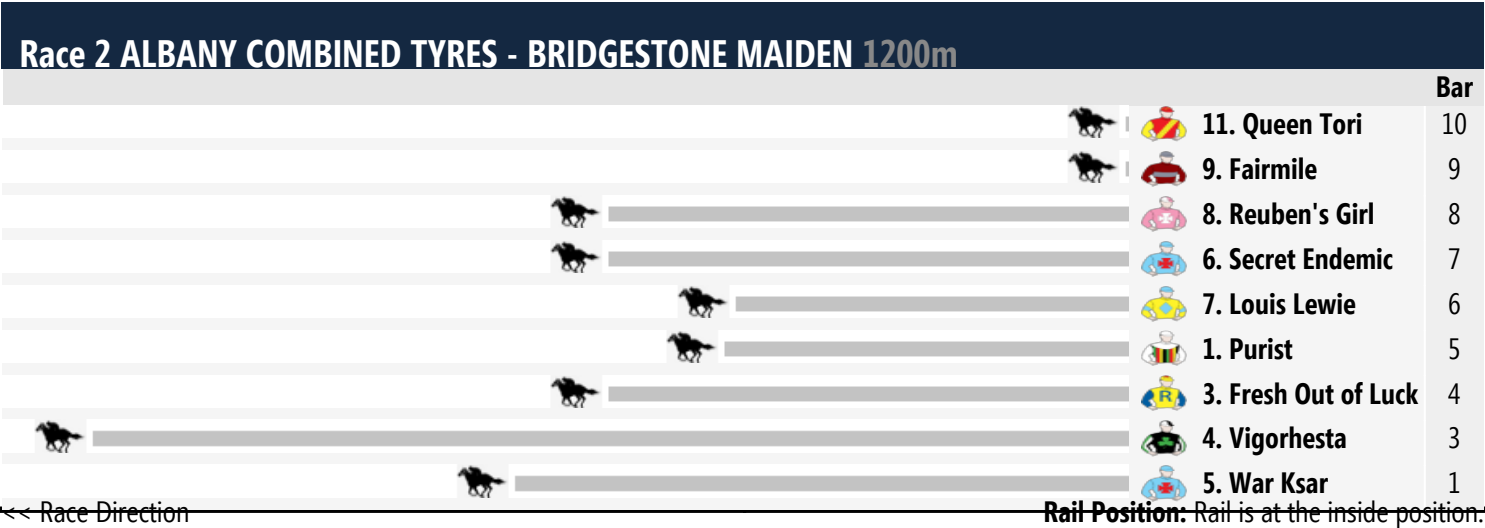 Race 2 ALBANY COMBINED TYRES - BRIDGESTONE MAIDEN 1200m
Bar
11. Queen Tori 10
9. Fairmile 9
8. Reuben's Girl 8
6. Secret Endemic 7
7. Louis Lewie 6
1. Purist 5
R 3. Fresh Out of Luck 4
4. Vigorhesta 3
5. War Ksar 1
<< Race Direction Rail Position: Rail is at the inside position.